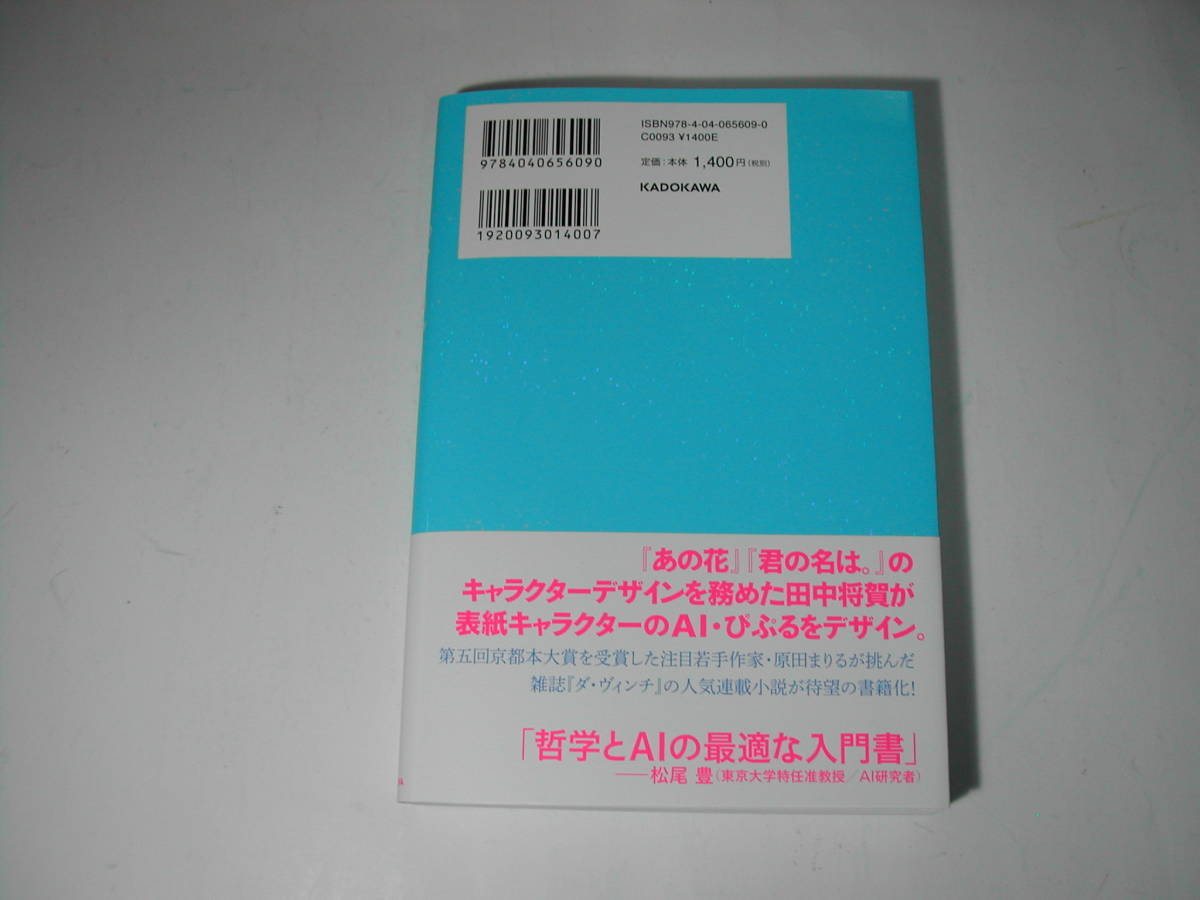 ISBN978-4-04-065609-0
C0093 ¥1400E
定価:本体 1,400円(税別)
KADOKAWA
9784040656090
1920093014007
『あの花』『君の名は。』の
キャラクターデザインを務めた田中将賀が
表紙キャラクターのAI・ぴぷるをデザイン。
第五回京都本大賞を受賞した注目若手作家・原田まりるが挑んだ
雑誌『ダ・ヴィンチ』の人気連載小説が待望の書籍化!
「哲学とAIの最適な入門書」
──松尾 豊(東京大学特任准教授/AI研究者)